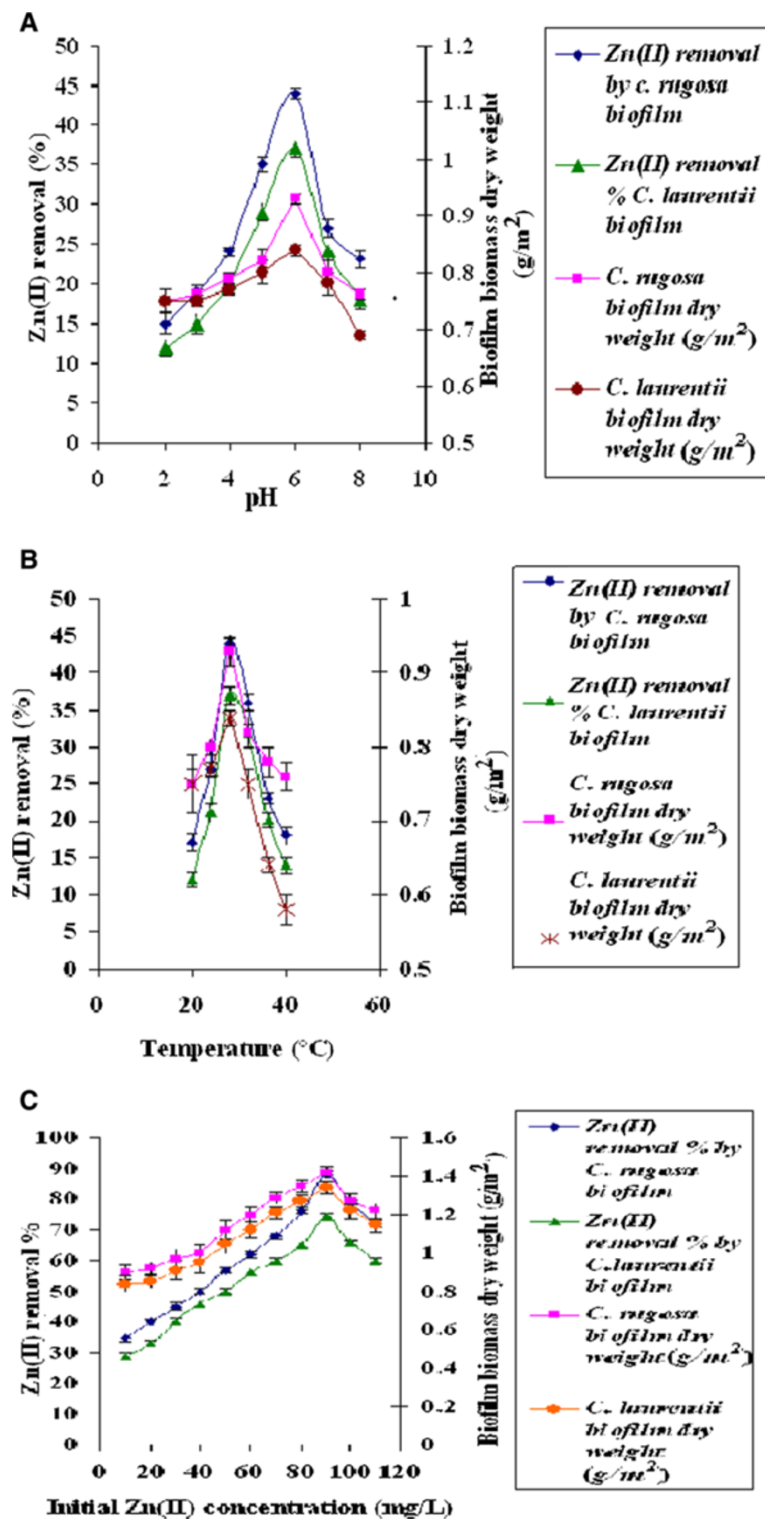 A
Zn(II) removal (%)
50
45
40
35
30
25
20
15
10
5
0
0
2
4
6
8
10
pH
1.2
1.1
1
0.9
0.8
0.7
0.6
0.5
Biofilm biomass dry weight
(g/m2)
Zn(II) removal
by c. rugosa
biofilm
Zn(II) removal
% C. laurentii
biofilm
C. rugosa
biofilm dry
weight (g/m2)
C. laurentii
biofilm dry
weight (g/m2)
B
Zn(II) removal (%)
50
45
40
35
30
25
20
15
10
5
0
0
20
40
60
Temperature (°C)
1
0.9
0.8
0.7
0.6
0.5
Biofilm biomass dry weight
(g/m2)
Zn(II) removal
by C. rugosa
biofilm
Zn(II) removal
% C. laurentii
biofilm
C. rugosa
biofilm dry
weight (g/m2)
C. laurentii
biofilm dry
weight (g/m2)
C
Zn(II) removal %
100
90
80
70
60
50
40
30
20
10
0
0
20
40
60
80
100
120
Initial Zn(II) concentration (mg/L)
1.6
1.4
1.2
1
0.8
0.6
0.4
0.2
0
Biofilm biomass dry weight (g/m2)
Zn(II)
removal % by
C. rugosa
biofilm
Zn(II)
removal % by
C.laurentii
biofilm
C. rugosa
biofilm dry
weight (g/m2)
C. laurentii
biofilm dry
weight
(g/m2)